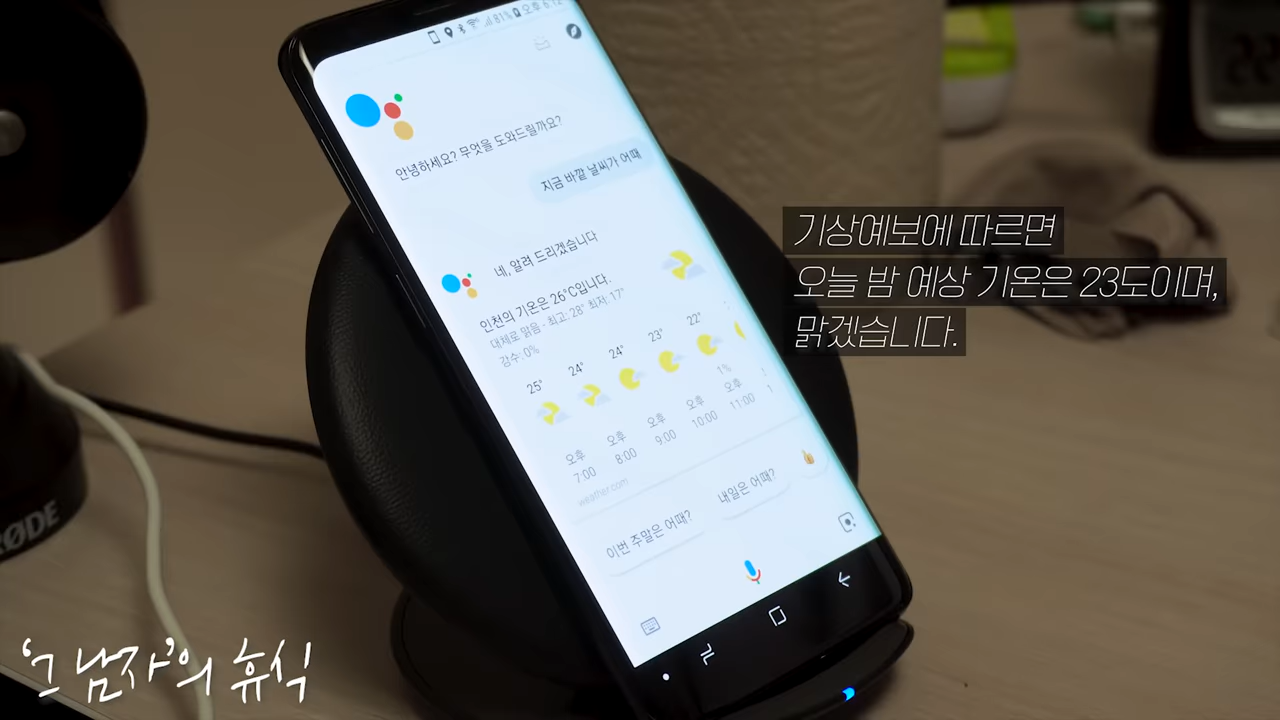 81% 오후 6:12
안녕하세요? 무엇을 도와드릴까요?
지금 바깥 날씨가 어때
네, 알려 드리겠습니다
인천의 기온은 26°C입니다.
대체로 맑음 - 최고: 28° 최저: 17°
강수: 0%
25° 24° 24° 23° 22°
1%
오후 7:00 오후 8:00 오후 9:00 오후 10:00 오후 11:00
weather.com
이번 주말은 어때? 내일은 어때?
기상예보에 따르면
오늘 밤 예상 기온은 23도이며,
맑겠습니다.
RØDE
'그 남자'의 휴식